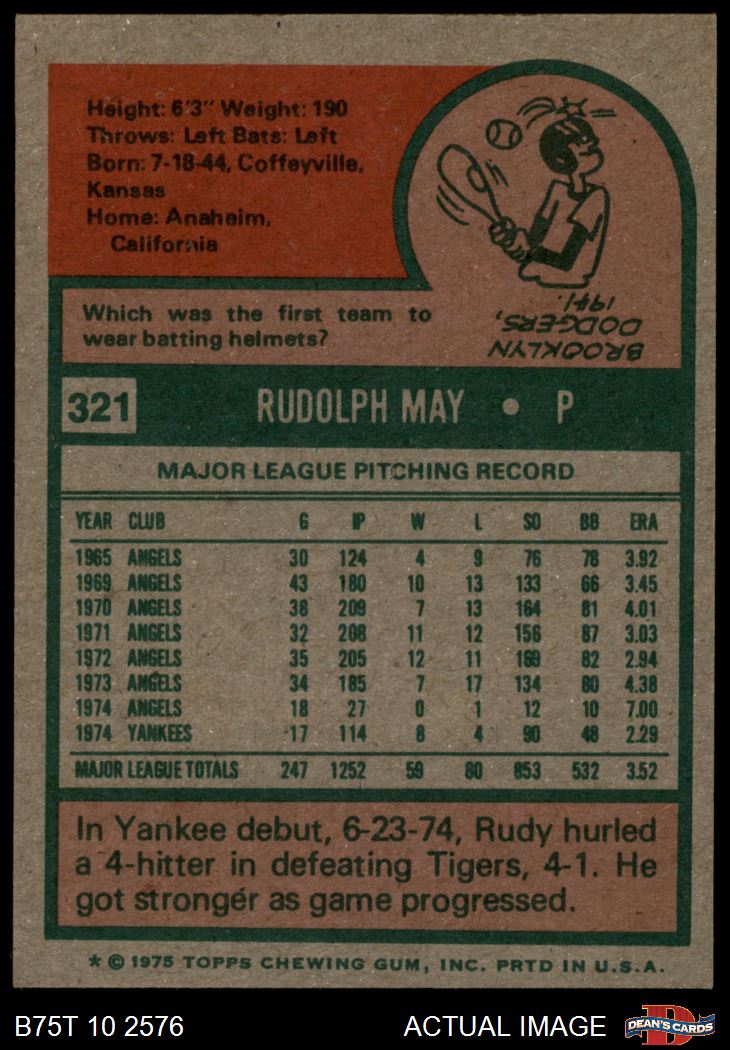 Height: 6'3" Weight: 190
Throws: Left Bats: Left
Born: 7-18-44, Coffeyville,
Kansas
Home: Anaheim,
California
Which was the first team to
wear batting helmets?
BROOKLYN
DODGERS,
1941.
321 RUDOLPH MAY • P
MAJOR LEAGUE PITCHING RECORD
YEAR CLUB G IP W L SO BB ERA
1965 ANGELS 30 124 4 9 76 78 3.92
1969 ANGELS 43 180 10 13 133 66 3.45
1970 ANGELS 38 209 7 13 164 81 4.01
1971 ANGELS 32 208 11 12 156 87 3.03
1972 ANGELS 35 205 12 11 169 82 2.94
1973 ANGELS 34 185 7 17 134 80 4.38
1974 ANGELS 18 27 0 1 12 10 7.00
1974 YANKEES 17 114 8 4 90 48 2.29
MAJOR LEAGUE TOTALS 247 1252 59 80 853 532 3.52
In Yankee debut, 6-23-74, Rudy hurled
a 4-hitter in defeating Tigers, 4-1. He
got stronger as game progressed.
* © 1975 TOPPS CHEWING GUM, INC. PRTD IN U.S.A.
B75T 10 2576 ACTUAL IMAGE D DEAN'S CARDS